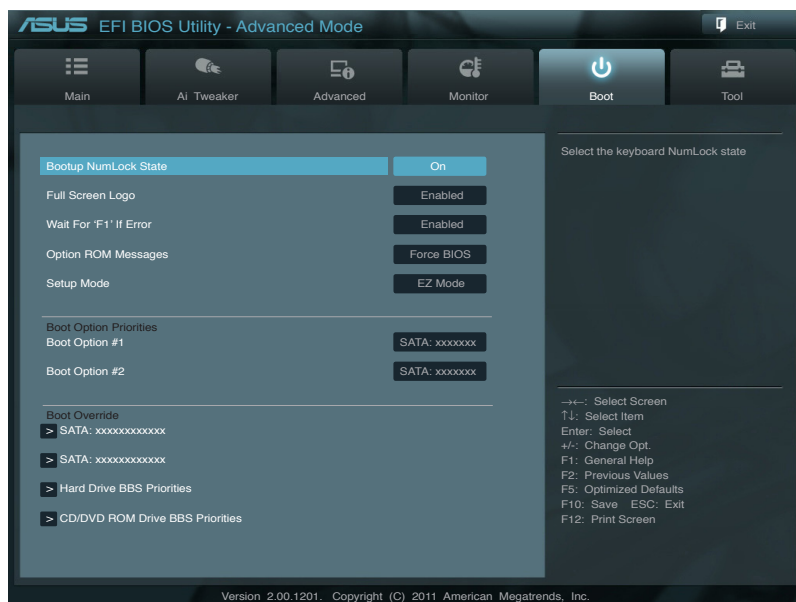 ASUS EFI BIOS Utility - Advanced Mode
Exit
Main
Ai Tweaker
Advanced
Monitor
Boot
Tool
Bootup NumLock State On
Full Screen Logo Enabled
Wait For ‘F1’ If Error Enabled
Option ROM Messages Force BIOS
Setup Mode EZ Mode
Boot Option Priorities
Boot Option #1 SATA: xxxxxxx
Boot Option #2 SATA: xxxxxxx
Boot Override
> SATA: xxxxxxxxxxxx
> SATA: xxxxxxxxxxxx
> Hard Drive BBS Priorities
> CD/DVD ROM Drive BBS Priorities
Select the keyboard NumLock state
→←: Select Screen
↑↓: Select Item
Enter: Select
+/-: Change Opt.
F1: General Help
F2: Previous Values
F5: Optimized Defaults
F10: Save ESC: Exit
F12: Print Screen
Version 2.00.1201. Copyright (C) 2011 American Megatrends, Inc.